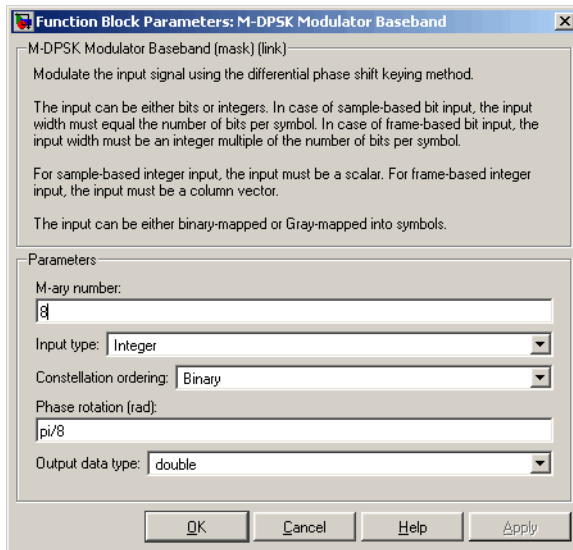 Function Block Parameters: M-DPSK Modulator Baseband
M-DPSK Modulator Baseband (mask) (link)
Modulate the input signal using the differential phase shift keying method.
The input can be either bits or integers. In case of sample-based bit input, the input
width must equal the number of bits per symbol. In case of frame-based bit input, the
input width must be an integer multiple of the number of bits per symbol.
For sample-based integer input, the input must be a scalar. For frame-based integer
input, the input must be a column vector.
The input can be either binary-mapped or Gray-mapped into symbols.
Parameters
M-ary number:
8
Input type: Integer
Constellation ordering: Binary
Phase rotation (rad):
pi/8
Output data type: double
OK Cancel Help Apply